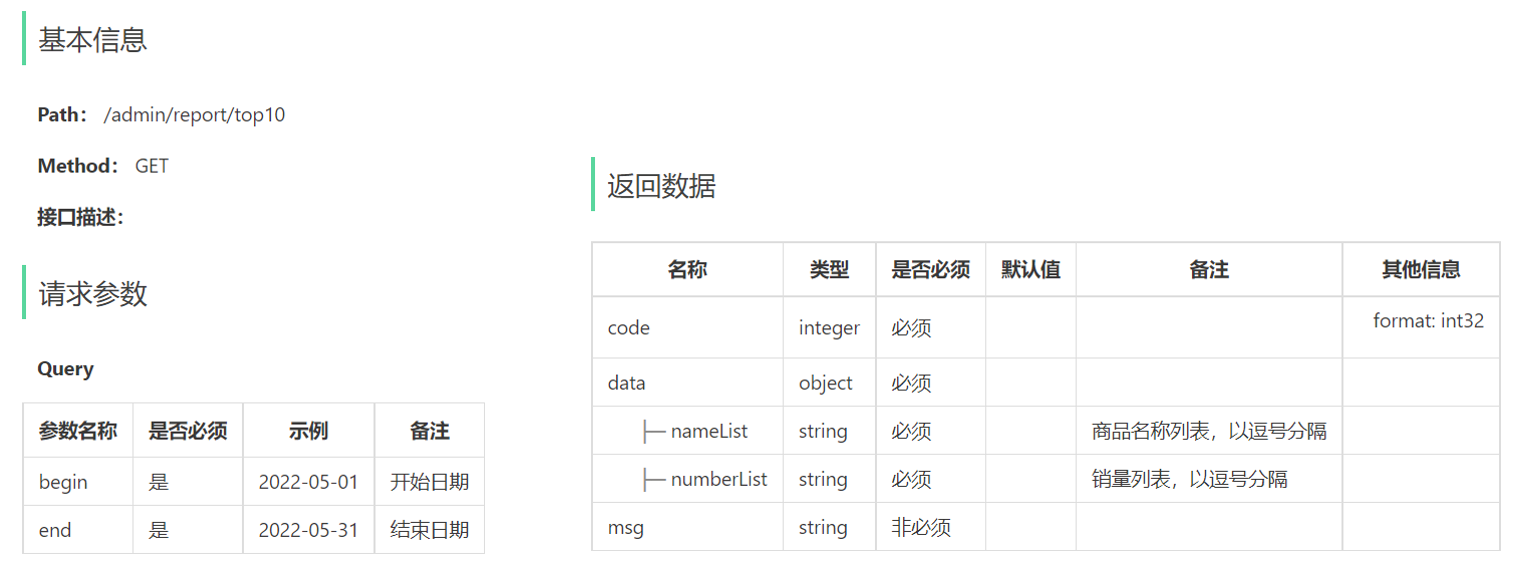 基本信息
Path： /admin/report/top10
Method： GET
接口描述：
请求参数
Query
参数名称 是否必须 示例 备注
begin 是 2022-05-01 开始日期
end 是 2022-05-31 结束日期
返回数据
名称 类型 是否必须 默认值 备注 其他信息
code integer 必须 format: int32
data object 必须
├─ nameList string 必须 商品名称列表，以逗号分隔
├─ numberList string 必须 销量列表，以逗号分隔
msg string 非必须